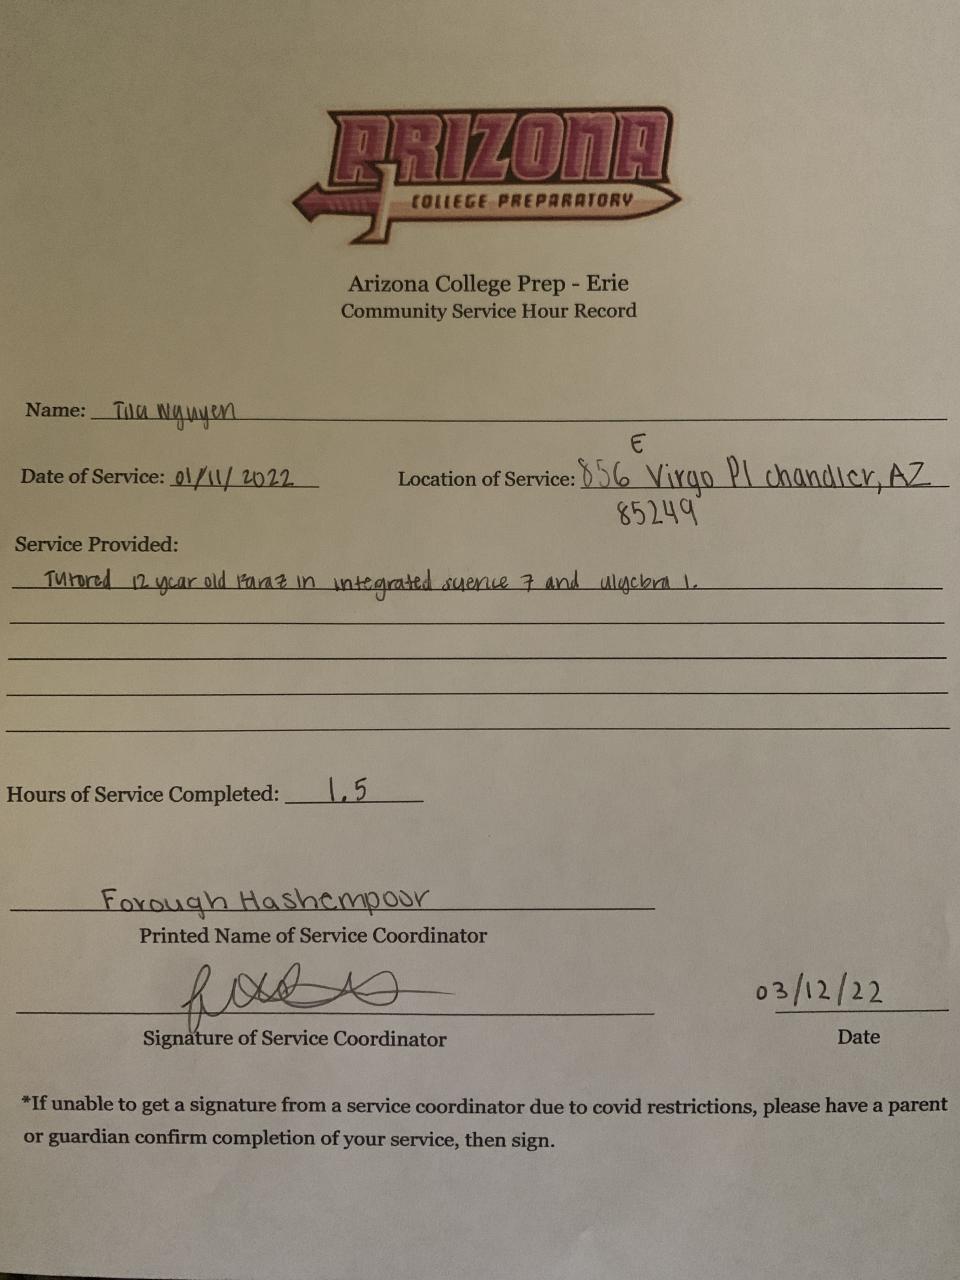 ARIZONA
COLLEGE PREPARATORY
Arizona College Prep - Erie
Community Service Hour Record
Name: Tila Nguyen
E
Date of Service: 01/11/2022 Location of Service: 856 Virgo Pl chandler, AZ
85249
Service Provided:
Tutored 12 year old Faraz in integrated science 7 and algebra 1.
Hours of Service Completed: 1.5
Forough Hashempoor
Printed Name of Service Coordinator
03/12/22
Signature of Service Coordinator Date
*If unable to get a signature from a service coordinator due to covid restrictions, please have a parent
or guardian confirm completion of your service, then sign.